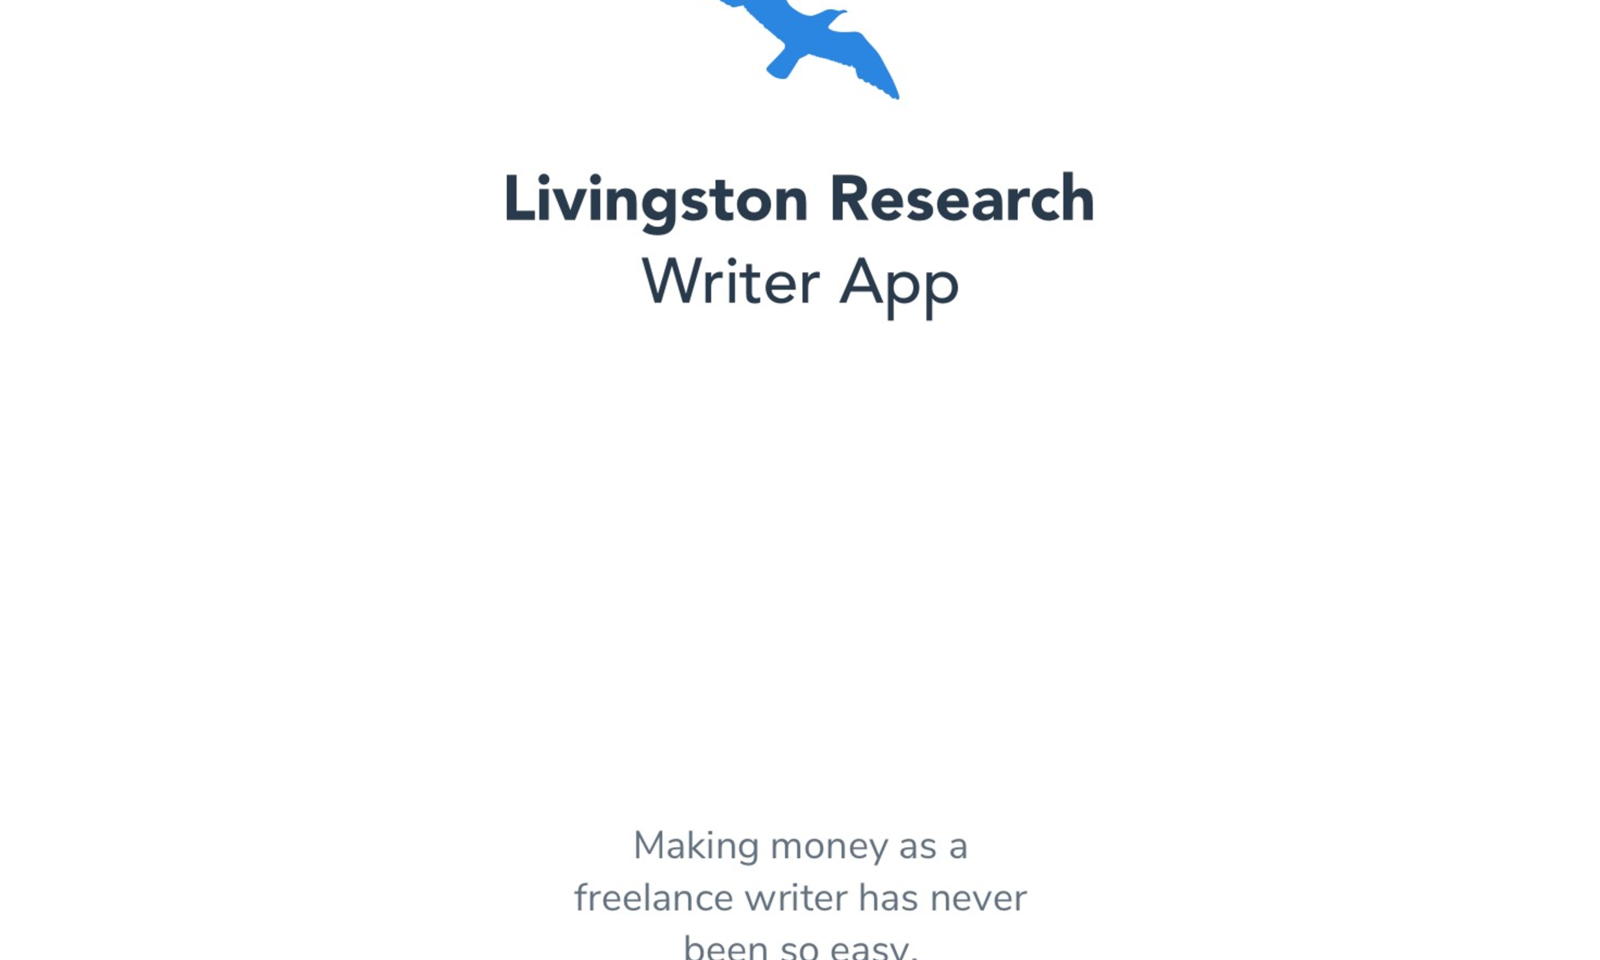 Livingston Research
Writer App
Making money as a
freelance writer has never
been so easy.